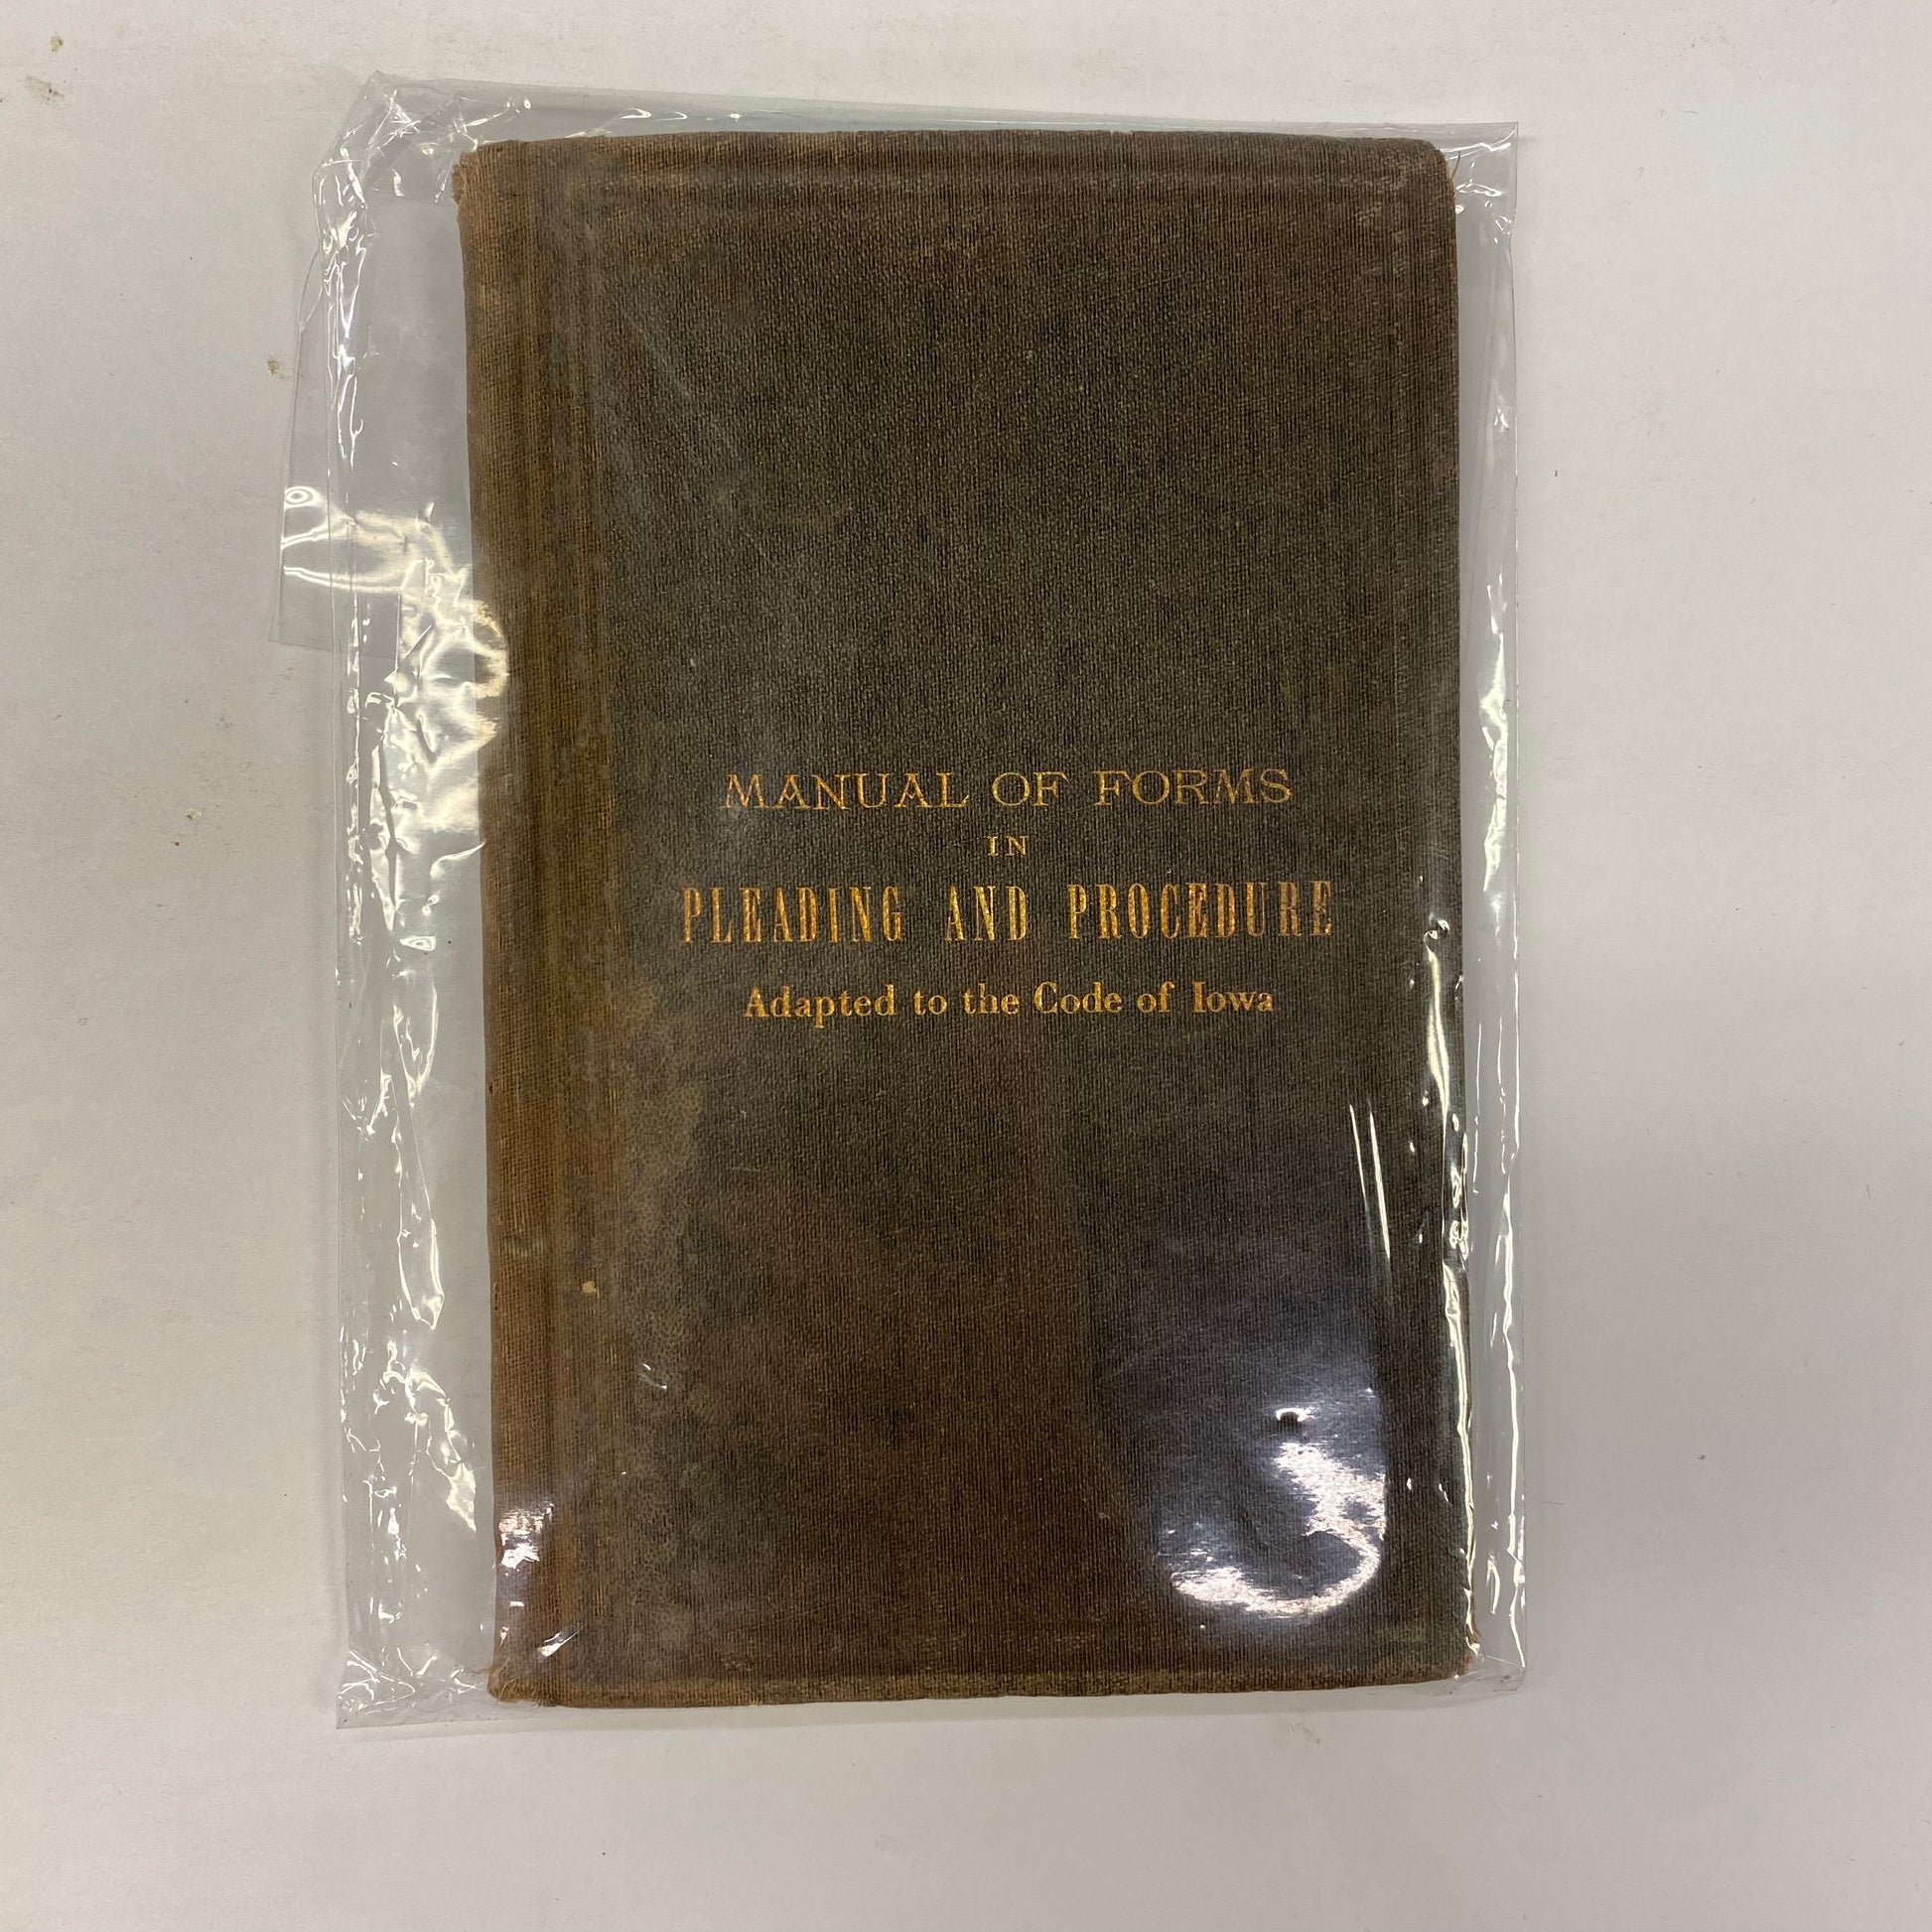 MANUAL OF FORMS
IN
PLEADING AND PROCEDURE
Adapted to the Code of Iowa